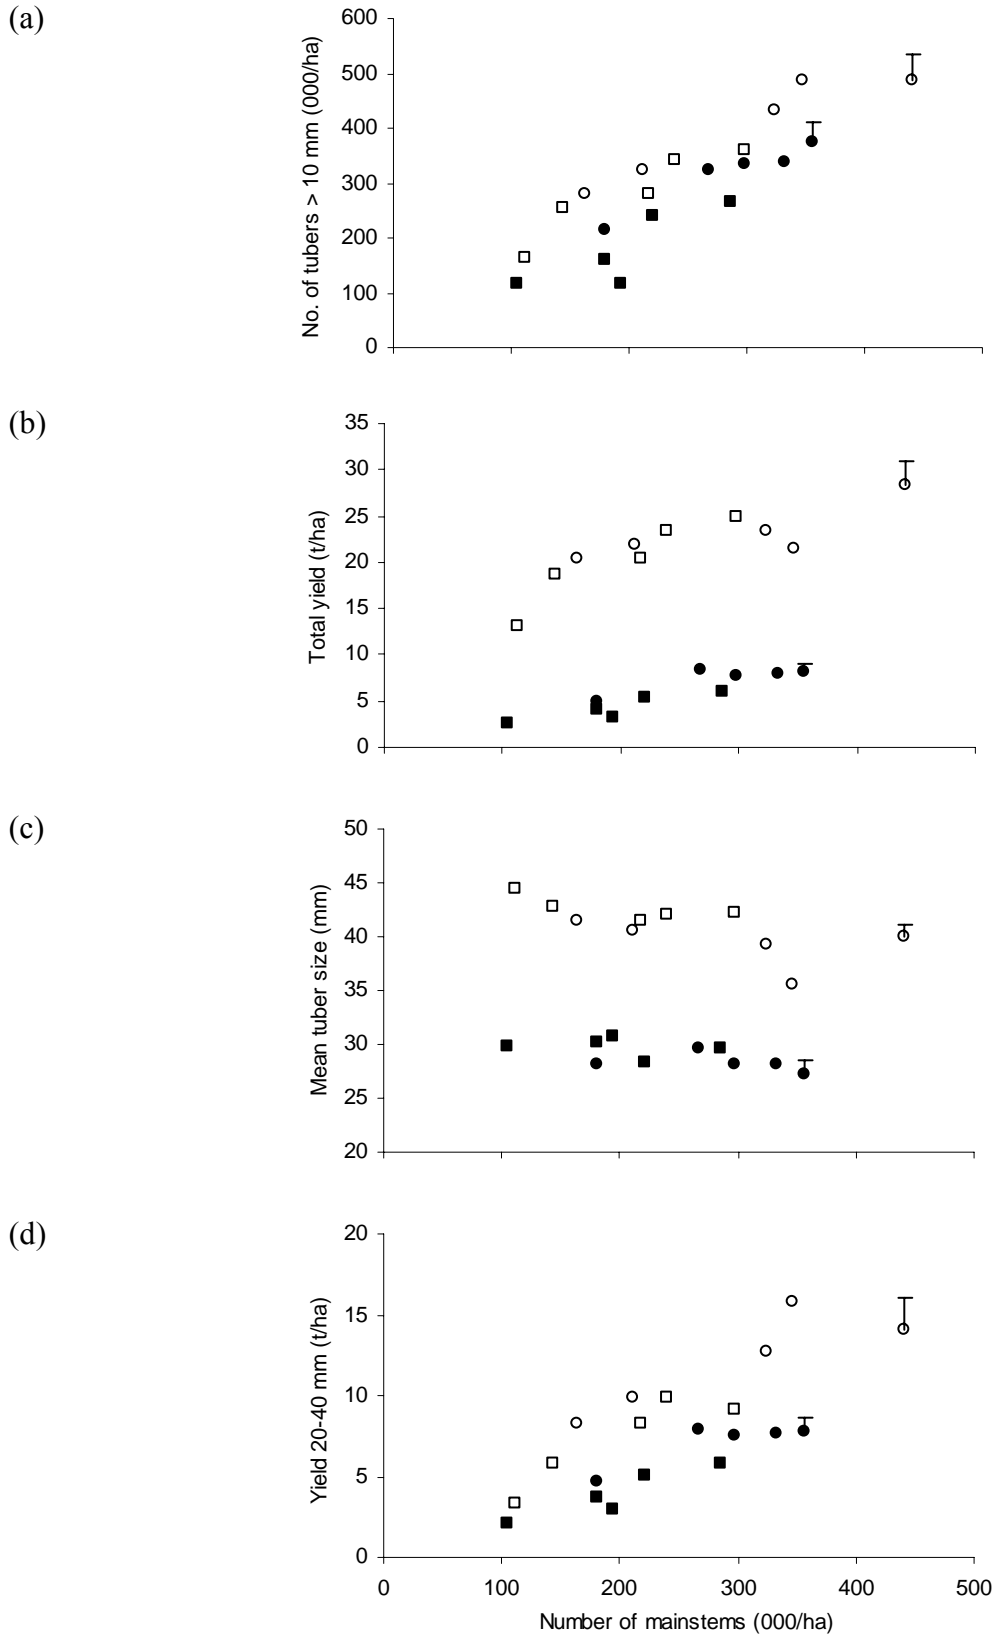 (a)
No. of tubers > 10 mm (000/ha)
600
500
400
300
200
100
0
(b)
Total yield (t/ha)
35
30
25
20
15
10
5
0
(c)
Mean tuber size (mm)
50
45
40
35
30
25
20
(d)
Yield 20-40 mm (t/ha)
20
15
10
5
0
0 100 200 300 400 500
Number of mainstems (000/ha)